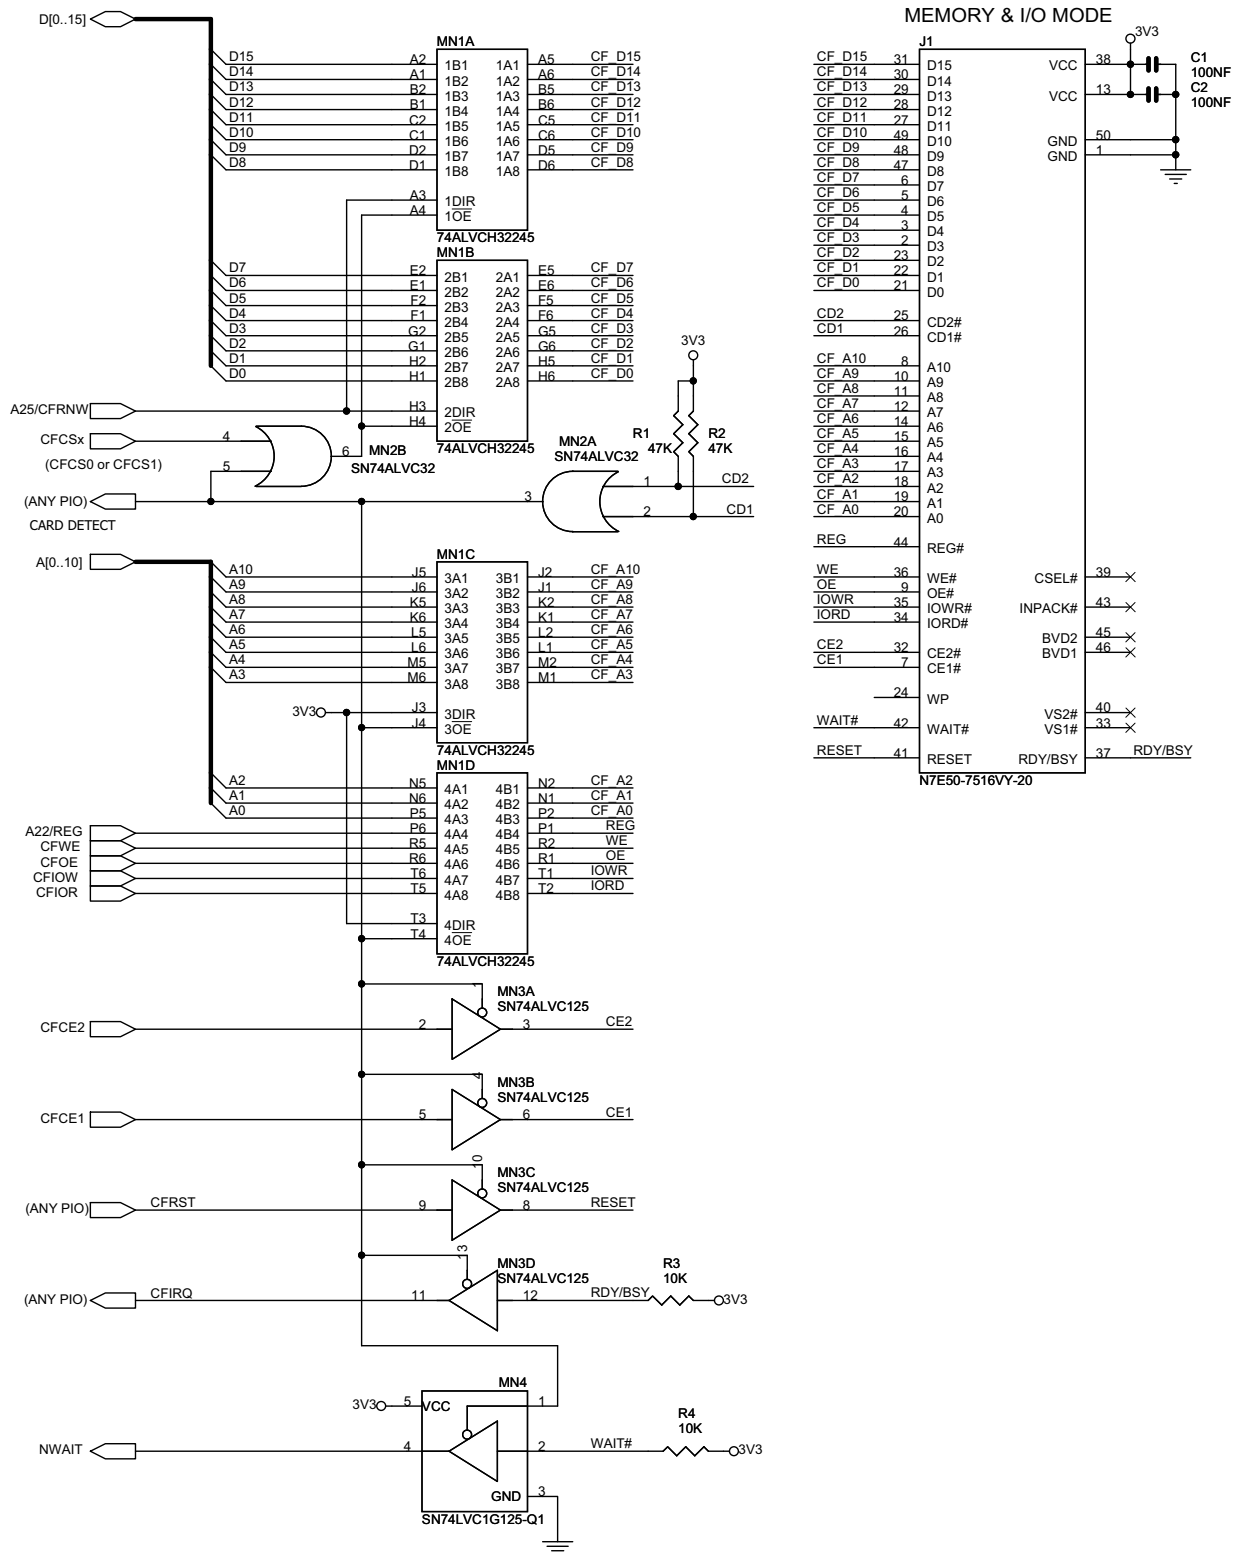 MEMORY & I/O MODE
D[0..15]
MN1A
D15 A2 1B1 1A1 A5 CF_D15
D14 A1 1B2 1A2 A6 CF_D14
D13 B2 1B3 1A3 B5 CF_D13
D12 B1 1B4 1A4 B6 CF_D12
D11 C2 1B5 1A5 C5 CF_D11
D10 C1 1B6 1A6 C6 CF_D10
D9 D2 1B7 1A7 D5 CF_D9
D8 D1 1B8 1A8 D6 CF_D8
A3 1DIR
A4 1OE
74ALVCH32245
MN1B
D7 E2 2B1 2A1 E5 CF_D7
D6 E1 2B2 2A2 E6 CF_D6
D5 F2 2B3 2A3 F5 CF_D5
D4 F1 2B4 2A4 F6 CF_D4
D3 G2 2B5 2A5 G5 CF_D3
D2 G1 2B6 2A6 G6 CF_D2
D1 H2 2B7 2A7 H5 CF_D1
D0 H1 2B8 2A8 H6 CF_D0
A25/CFRNW H3 2DIR
H4 2OE
74ALVCH32245
CFCSx 4
(CFCS0 or CFCS1) 5
6 MN2B
SN74ALVC32
3V3
R1
47K
R2
47K
MN2A
SN74ALVC32
1 CD2
2 CD1
3
(ANY PIO)
CARD DETECT
A[0..10]
MN1C
A10 J5 3A1 3B1 J2 CF_A10
A9 J6 3A2 3B2 J1 CF_A9
A8 K5 3A3 3B3 K2 CF_A8
A7 K6 3A4 3B4 K1 CF_A7
A6 L5 3A5 3B5 L2 CF_A6
A5 L6 3A6 3B6 L1 CF_A5
A4 M5 3A7 3B7 M2 CF_A4
A3 M6 3A8 3B8 M1 CF_A3
3V3 J3 3DIR
J4 3OE
74ALVCH32245
MN1D
A2 N5 4A1 4B1 N2 CF_A2
A1 N6 4A2 4B2 N1 CF_A1
A0 P5 4A3 4B3 P2 CF_A0
A22/REG P6 4A4 4B4 P1 REG
CFWE R5 4A5 4B5 R2 WE
CFOE R6 4A6 4B6 R1 OE
CFIOW T6 4A7 4B7 T1 IOWR
CFIOR T5 4A8 4B8 T2 IORD
T3 4DIR
T4 4OE
74ALVCH32245
1 MN3A
SN74ALVC125
CFCE2 2 3 CE2
4 MN3B
SN74ALVC125
CFCE1 5 6 CE1
10 MN3C
SN74ALVC125
(ANY PIO) CFRST 9 8 RESET
13 MN3D
SN74ALVC125
R3
10K
(ANY PIO) CFIRQ 11 12 RDY/BSY 3V3
MN4
3V3 5 VCC 1
R4
10K
NWAIT 4 2 WAIT# 3V3
GND 3
SN74LVC1G125-Q1
J1
3V3
CF_D15 31 D15 VCC 38
C1
100NF
CF_D14 30 D14
CF_D13 29 D13 VCC 13
C2
100NF
CF_D12 28 D12
CF_D11 27 D11
CF_D10 49 D10 GND 50
CF_D9 48 D9 GND 1
CF_D8 47 D8
CF_D7 6 D7
CF_D6 5 D6
CF_D5 4 D5
CF_D4 3 D4
CF_D3 2 D3
CF_D2 23 D2
CF_D1 22 D1
CF_D0 21 D0
CD2 25 CD2#
CD1 26 CD1#
CF_A10 8 A10
CF_A9 10 A9
CF_A8 11 A8
CF_A7 12 A7
CF_A6 14 A6
CF_A5 15 A5
CF_A4 16 A4
CF_A3 17 A3
CF_A2 18 A2
CF_A1 19 A1
CF_A0 20 A0
REG 44 REG#
WE 36 WE# CSEL# 39
OE 9 OE#
IOWR 35 IOWR# INPACK# 43
IORD 34 IORD#
BVD2 45
CE2 32 CE2# BVD1 46
CE1 7 CE1#
24 WP
VS2# 40
WAIT# 42 WAIT# VS1# 33
RESET 41 RESET RDY/BSY 37 RDY/BSY
N7E50-7516VY-20